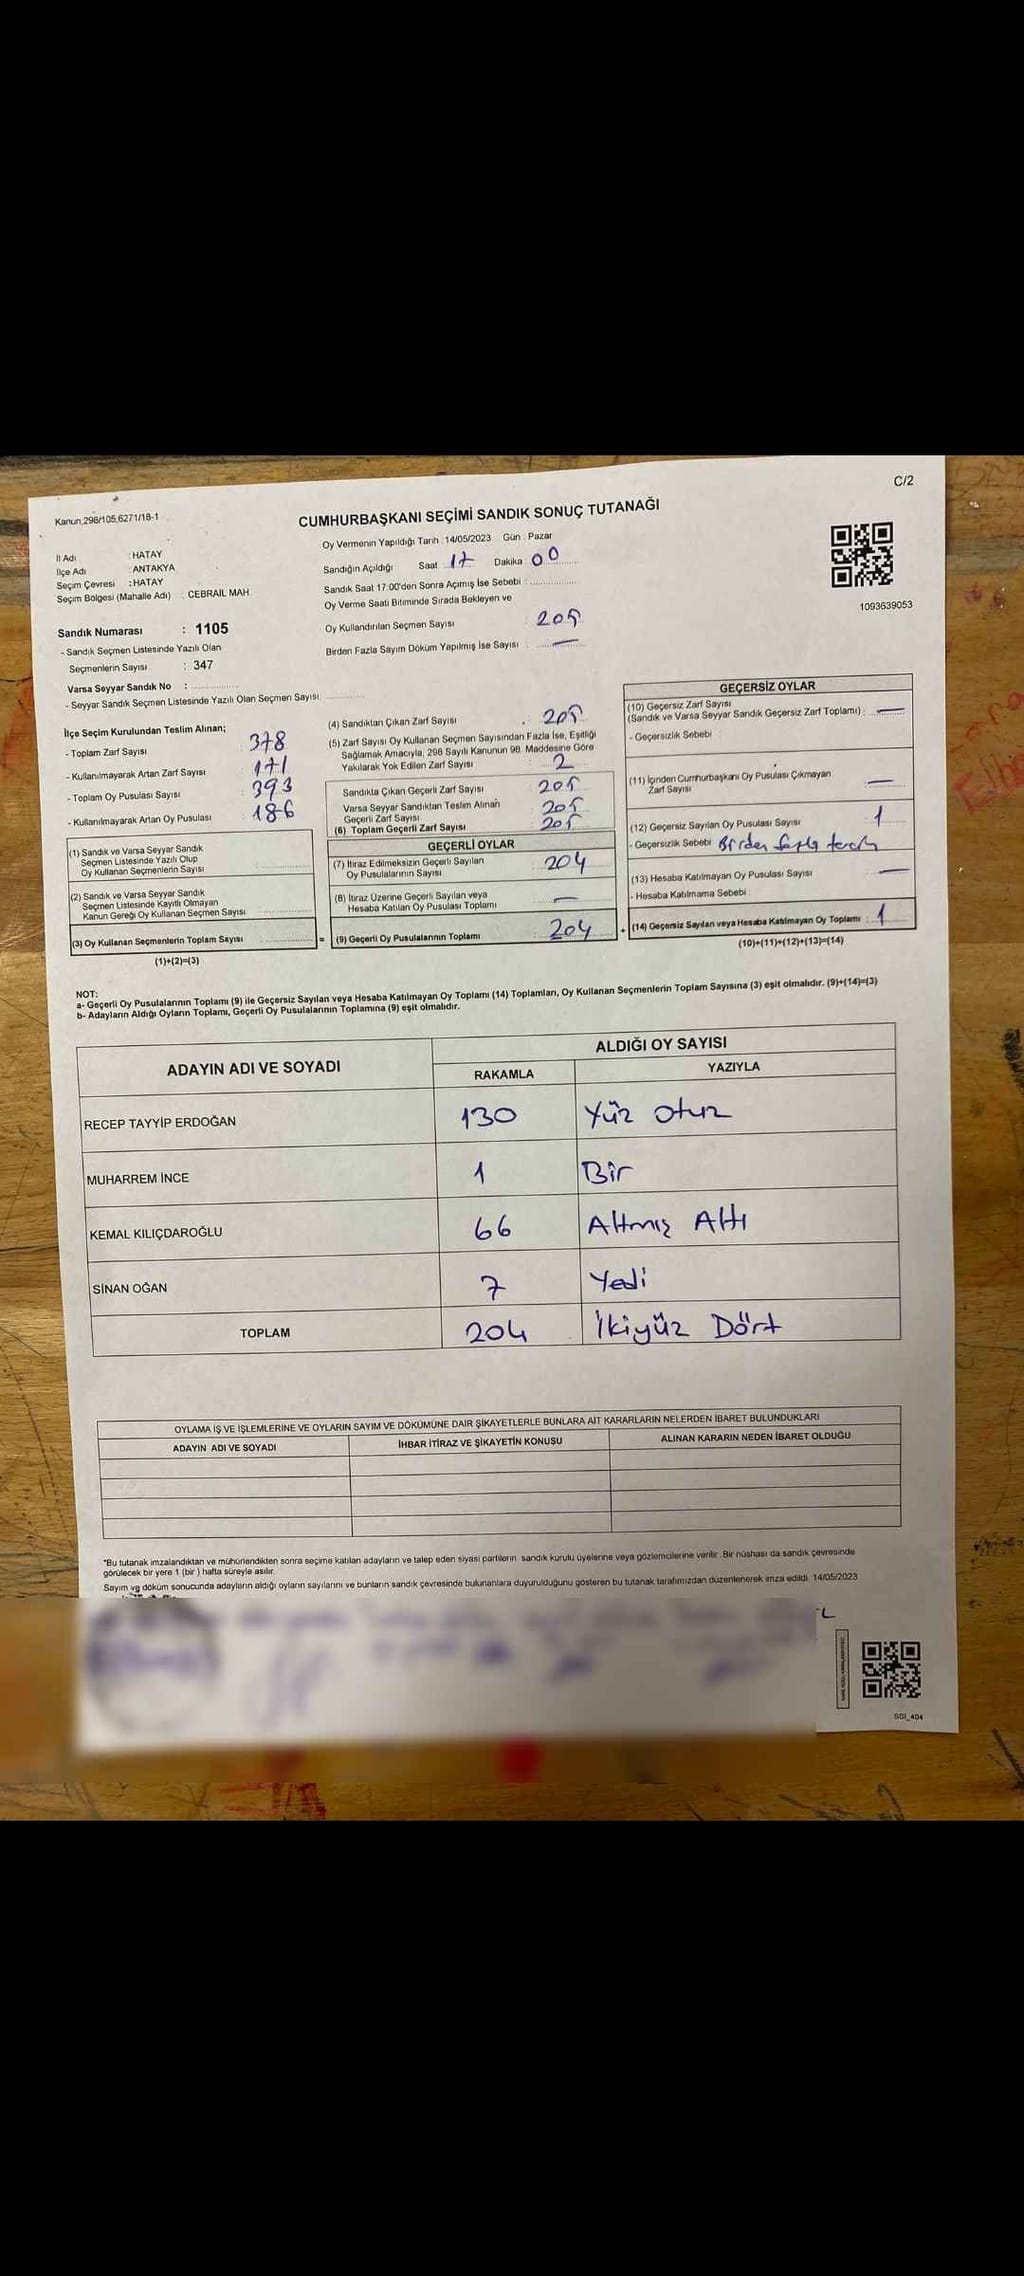 C/2
Kanun,298/105,6271/18-1
CUMHURBAŞKANI SEÇİMİ SANDIK SONUÇ TUTANAĞI
İl Adı : HATAY
İlçe Adı : ANTAKYA
Seçim Çevresi : HATAY
Seçim Bölgesi (Mahalle Adı) : CEBRAİL MAH.
Sandık Numarası : 1105
- Sandık Seçmen Listesinde Yazılı Olan
Seçmenlerin Sayısı : 347
Varsa Seyyar Sandık No :
- Seyyar Sandık Seçmen Listesinde Yazılı Olan Seçmen Sayısı:
Oy Vermenin Yapıldığı Tarih : 14/05/2023 Gün : Pazar
Sandığın Açıldığı Saat 17 Dakika 00
Sandık Saat 17:00'den Sonra Açımış İse Sebebi :
Oy Verme Saati Bitiminde Sırada Bekleyen ve
Oy Kullandırılan Seçmen Sayısı : 205
Birden Fazla Sayım Döküm Yapılmış İse Sayısı : —
1093639053
İlçe Seçim Kurulundan Teslim Alınan;
- Toplam Zarf Sayısı : 378
- Kullanılmayarak Artan Zarf Sayısı : 171
- Toplam Oy Pusulası Sayısı : 393
- Kullanılmayarak Artan Oy Pusulası : 186
(1) Sandık ve Varsa Seyyar Sandık
Seçmen Listesinde Yazılı Olup
Oy Kullanan Seçmenlerin Sayısı :
(2) Sandık ve Varsa Seyyar Sandık
Seçmen Listesinde Kayıtlı Olmayan
Kanun Gereği Oy Kullanan Seçmen Sayısı :
(3) Oy Kullanan Seçmenlerin Toplam Sayısı :
(1)+(2)=(3)
(4) Sandıktan Çıkan Zarf Sayısı : 205
(5) Zarf Sayısı Oy Kullanan Seçmen Sayısından Fazla İse, Eşitliği
Sağlamak Amacıyla, 298 Sayılı Kanunun 98. Maddesine Göre
Yakılarak Yok Edilen Zarf Sayısı : 2
Sandıkta Çıkan Geçerli Zarf Sayısı : 205
Varsa Seyyar Sandıktan Teslim Alınan
Geçerli Zarf Sayısı : 205
(6) Toplam Geçerli Zarf Sayısı : 205
GEÇERLİ OYLAR
(7) İtiraz Edilmeksizin Geçerli Sayılan
Oy Pusulalarının Sayısı : 204
(8) İtiraz Üzerine Geçerli Sayılan veya
Hesaba Katılan Oy Pusulası Toplamı : —
= (9) Geçerli Oy Pusulalarının Toplamı : 204
GEÇERSİZ OYLAR
(10) Geçersiz Zarf Sayısı
(Sandık ve Varsa Seyyar Sandık Geçersiz Zarf Toplamı) : —
- Geçersizlik Sebebi
(11) İçinden Cumhurbaşkanı Oy Pusulası Çıkmayan
Zarf Sayısı : —
(12) Geçersiz Sayılan Oy Pusulası Sayısı : 1
- Geçersizlik Sebebi Birden fazla tercih
(13) Hesaba Katılmayan Oy Pusulası Sayısı : —
- Hesaba Katılmama Sebebi :
+ (14) Geçersiz Sayılan veya Hesaba Katılmayan Oy Toplamı : 1
(10)+(11)+(12)+(13)=(14)
NOT:
a- Geçerli Oy Pusulalarının Toplamı (9) ile Geçersiz Sayılan veya Hesaba Katılmayan Oy Toplamı (14) Toplamları, Oy Kullanan Seçmenlerin Toplam Sayısına (3) eşit olmalıdır. (9)+(14)=(3)
b- Adayların Aldığı Oyların Toplamı, Geçerli Oy Pusulalarının Toplamına (9) eşit olmalıdır.
ADAYIN ADI VE SOYADI ALDIĞI OY SAYISI
RAKAMLA YAZIYLA
RECEP TAYYİP ERDOĞAN 130 Yüz otuz
MUHARREM İNCE 1 Bir
KEMAL KILIÇDAROĞLU 66 Altmış Altı
SİNAN OĞAN 7 Yedi
TOPLAM 204 İkiyüz Dört
OYLAMA İŞ VE İŞLEMLERİNE VE OYLARIN SAYIM VE DÖKÜMÜNE DAİR ŞİKAYETLERLE BUNLARA AİT KARARLARIN NELERDEN İBARET BULUNDUKLARI
ADAYIN ADI VE SOYADI İHBAR İTİRAZ VE ŞİKAYETİN KONUSU ALINAN KARARIN NEDEN İBARET OLDUĞU
*Bu tutanak imzalandıktan ve mühürlendikten sonra seçime katılan adayların ve talep eden siyasi partilerin sandık kurulu üyelerine veya gözlemcilerine verilir. Bir nüshası da sandık çevresinde
görülecek bir yere 1 (bir) hafta süreyle asılır.
Sayım ve döküm sonucunda adayların aldığı oyların sayılarını ve bunların sandık çevresinde bulunanlara duyurulduğunu gösteren bu tutanak tarafımızdan düzenlenerek imza edildi. 14/05/2023
SSI_404